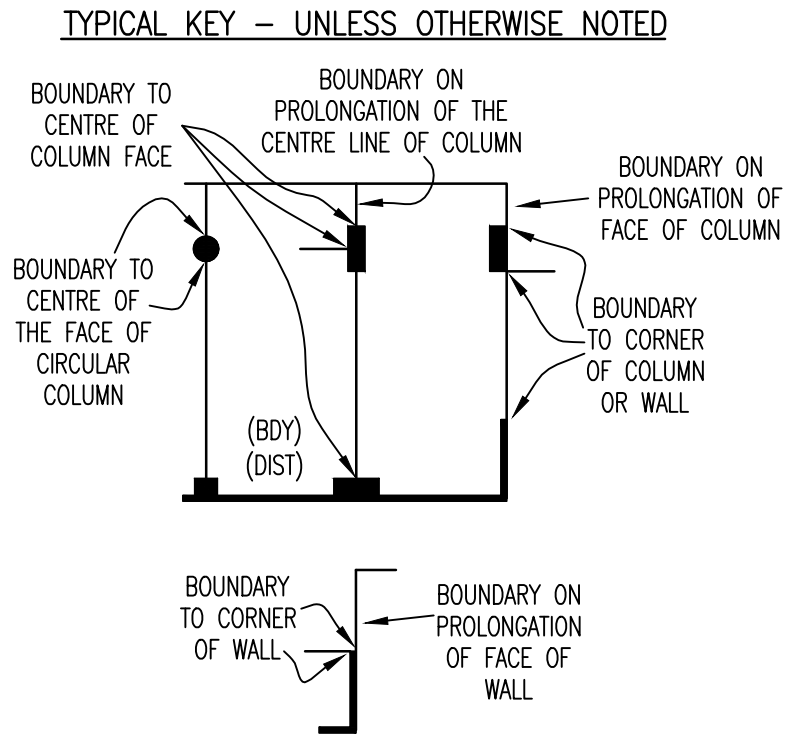 TYPICAL KEY – UNLESS OTHERWISE NOTED
BOUNDARY TO
CENTRE OF
COLUMN FACE
BOUNDARY ON
PROLONGATION OF THE
CENTRE LINE OF COLUMN
BOUNDARY ON
PROLONGATION OF
FACE OF COLUMN
BOUNDARY TO
CENTRE OF
THE FACE OF
CIRCULAR
COLUMN
BOUNDARY
TO CORNER
OF COLUMN
OR WALL
(BDY)
(DIST)
BOUNDARY
TO CORNER
OF WALL
BOUNDARY ON
PROLONGATION
OF FACE OF
WALL